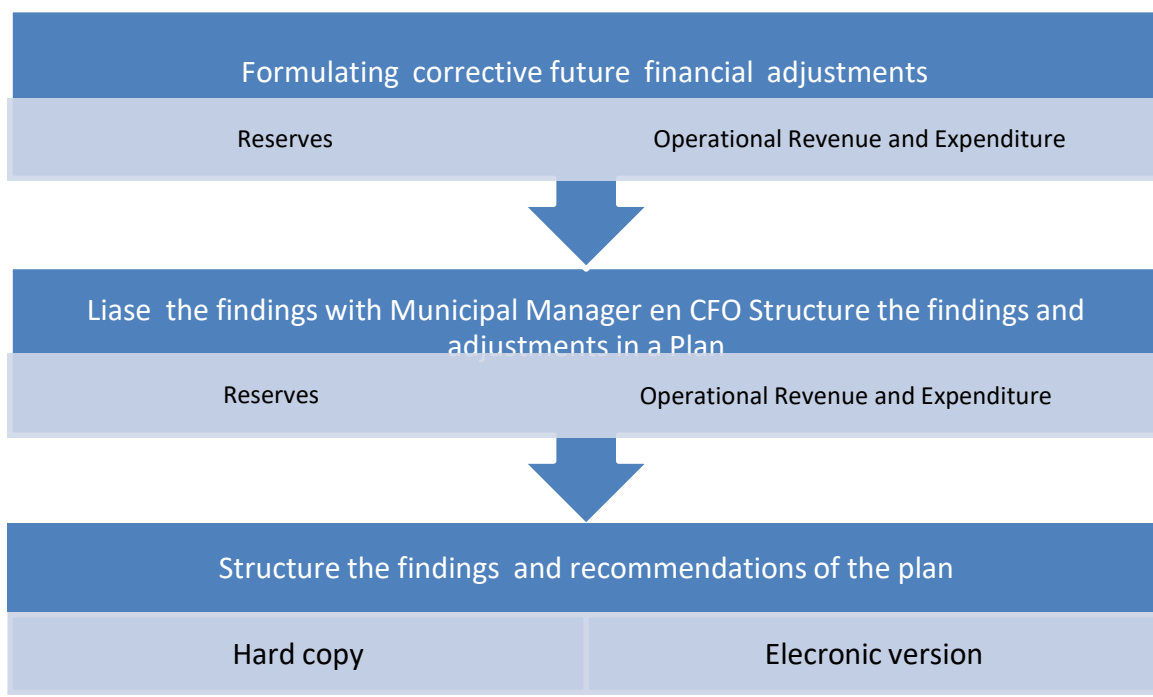 Formulating corrective future financial adjustments
Reserves
Operational Revenue and Expenditure
Liase the findings with Municipal Manager en CFO Structure the findings and
adjustments in a Plan
Reserves
Operational Revenue and Expenditure
Structure the findings and recommendations of the plan
Hard copy
Elecronic version